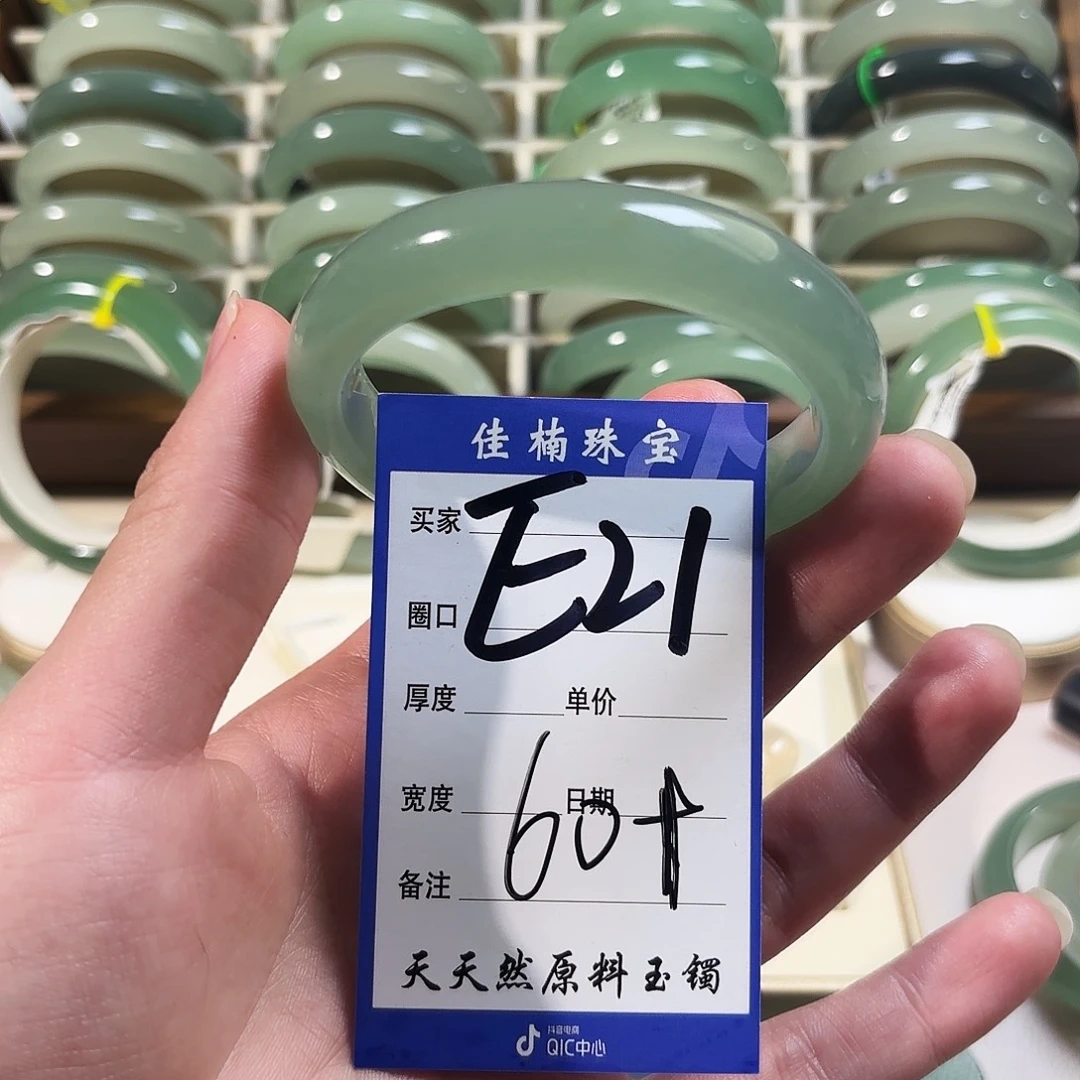 佳楠珠宝
买家 E21
圈口
厚度 单价
宽度 日期
60↑
备注
天天然原料玉镯
抖音电商
QIC中心